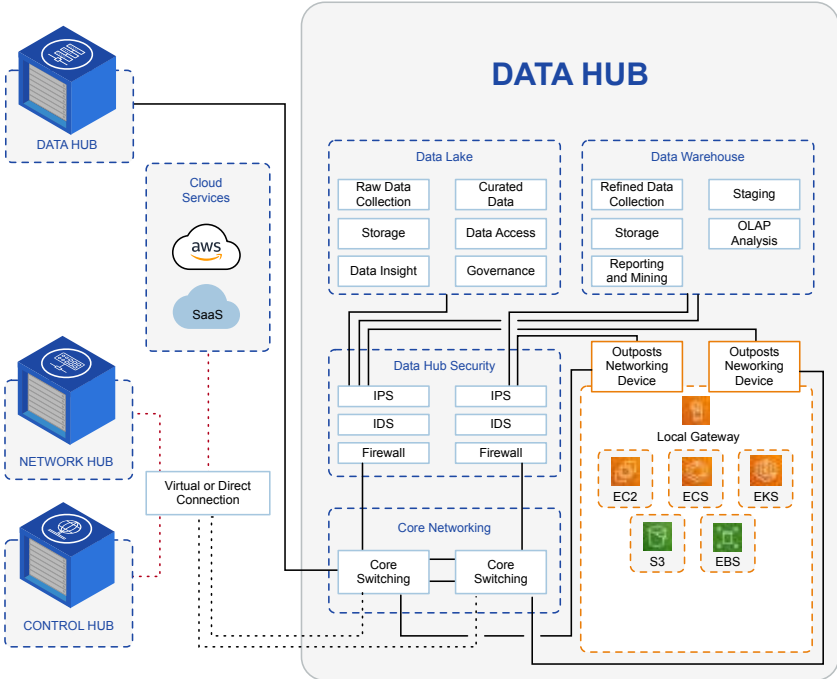 DATA HUB
DATA HUB
Cloud
Services
aws
SaaS
NETWORK HUB
Virtual or Direct
Connection
CONTROL HUB
Data Lake
Raw Data
Collection
Curated
Data
Storage
Data Access
Data Insight
Governance
Data Warehouse
Refined Data
Collection
Staging
Storage
OLAP
Analysis
Reporting
and Mining
Data Hub Security
IPS
IPS
IDS
IDS
Firewall
Firewall
Core Networking
Core
Switching
Core
Switching
Outposts
Networking
Device
Outposts
Neworking
Device
Local Gateway
EC2
ECS
EKS
S3
EBS